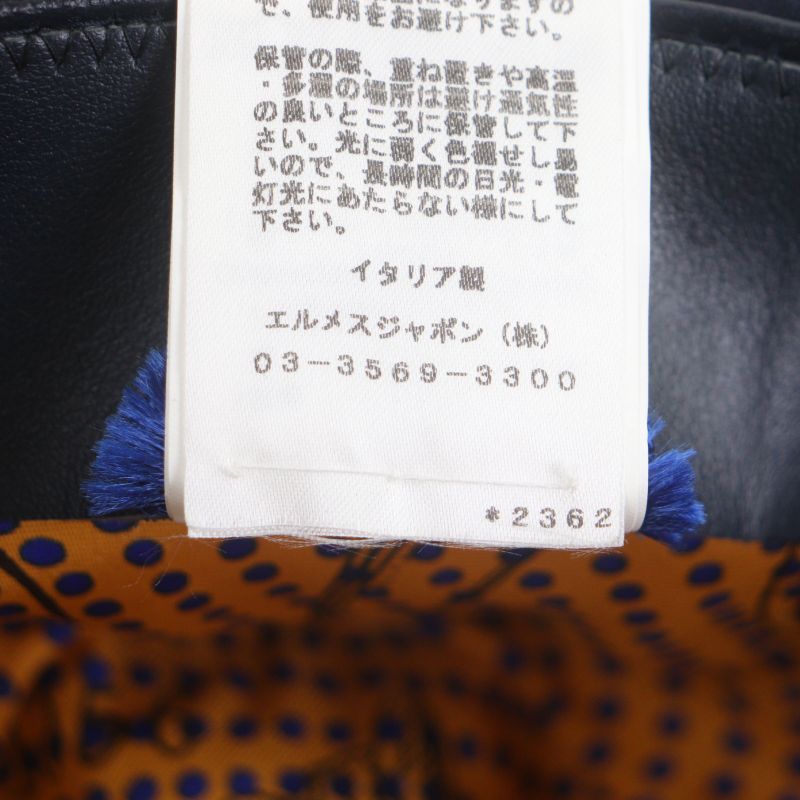 で、使用をお避け下さい。
保管の際、重ね置きや高温
・多湿の場所は避け通気性
の良いところに保管して下
さい。光に弱く色褪せし易
いので、長時間の日光・電
灯光にあたらない様にして
下さい。
イタリア製
エルメスジャポン（株）
03-3569-3300
*2362